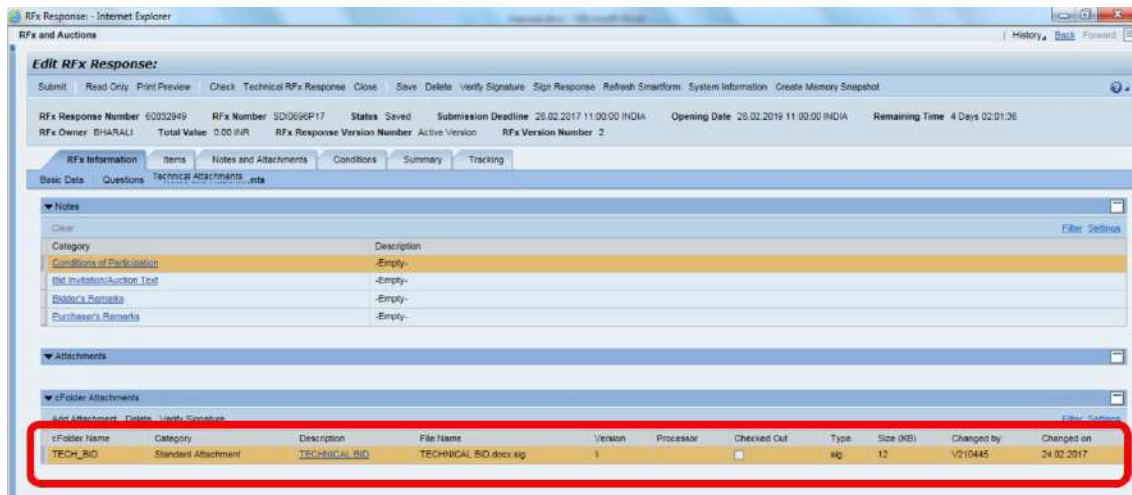 RFx Response: - Internet Explorer
RFx and Auctions
History Back Forward
Edit RFx Response:
Submit Read Only Print Preview Check Technical RFx Response Close Save Delete Verify Signature Sign Response Refresh Smartform System Information Create Memory Snapshot
RFx Response Number 60032949 RFx Number SDI0696P17 Status Saved Submission Deadline 28.02.2017 11:00:00 INDIA Opening Date 28.02.2019 11:00:00 INDIA Remaining Time 4 Days 02:01:36
RFx Owner BHARALI Total Value 0.00 INR RFx Response Version Number Active Version RFx Version Number 2
RFx Information Items Notes and Attachments Conditions Summary Tracking
Basic Data Questions Technical Attachments nts
Notes
Clear Filter Settings
Category Description
Conditions of Participation -Empty-
Bid Invitation/Auction Text -Empty-
Bidder's Remarks -Empty-
Purchaser's Remarks -Empty-
Attachments
cFolder Attachments
Add Attachment Delete Verify Signature Filter Settings
cFolder Name Category Description File Name Version Processor Checked Out Type Size (KB) Changed by Changed on
TECH_BID Standard Attachment TECHNICAL BID TECHNICAL BID.docx.sig 1 sig 12 V210445 24.02.2017